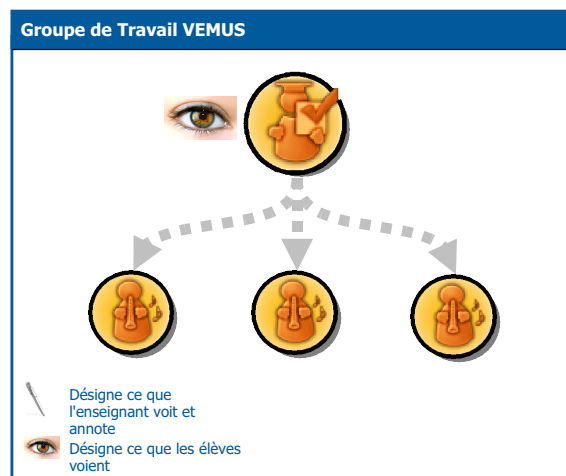 Groupe de Travail VEMUS
Désigne ce que
l'enseignant voit et
annote
Désigne ce que les élèves
voient